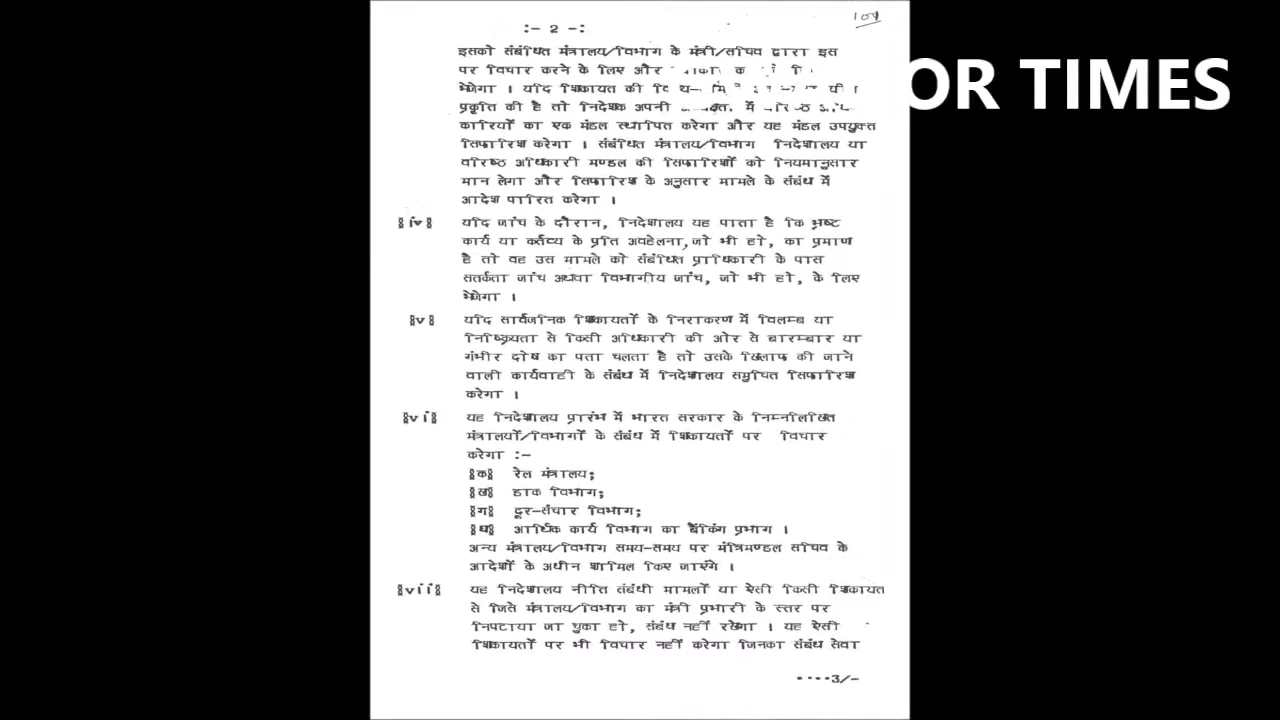 104
:- 2 -:
इसको संबंधित मंत्रालय/विभाग के मंत्री/सचिव द्वारा इस
पर विचार करने के लिए और
भेजेगा । यदि शिकायत की
प्रकृति की है तो निदेशक अपनी में
कारियों का एक मंडल स्थापित करेगा और यह मंडल उपयुक्त
सिफारिश करेगा । संबंधित मंत्रालय/विभाग निदेशालय या
वरिष्ठ अधिकारी मण्डल की सिफारिशों को नियमानुसार
मान लेगा और सिफारिश के अनुसार मामले के संबंध में
आदेश पारित करेगा ।
§iv§ यदि जांच के दौरान, निदेशालय यह पाता है कि भ्रष्ट
कार्य या कर्तव्य के प्रति अवहेलना,जो भी हो, का प्रमाण
है तो वह उस मामले को संबंधित प्राधिकारी के पास
सतर्कता जांच अथवा विभागीय जांच, जो भी हो, के लिए
भेजेगा ।
§v§ यदि सार्वजनिक शिकायतों के निराकरण में विलम्ब या
निष्क्रियता से किसी अधिकारी की ओर से बारम्बार या
गंभीर दोष का पता चलता है तो उसके खिलाफ की जाने
वाली कार्यवाही के संबंध में निदेशालय समुचित सिफारिश
करेगा ।
§vi§ यह निदेशालय प्रारंभ में भारत सरकार के निम्नलिखित
मंत्रालयों/विभागों के संबंध में शिकायतों पर विचार
करेगा :-
§क§ रेल मंत्रालय;
§ख§ डाक विभाग;
§ग§ दूर-संचार विभाग;
§घ§ आर्थिक कार्य विभाग का बैंकिंग प्रभाग ।
अन्य मंत्रालय/विभाग समय-समय पर मंत्रिमण्डल सचिव के
आदेशों के अधीन शामिल किए जाएंगे ।
§vii§ यह निदेशालय नीति संबंधी मामलों या ऐसी किसी शिकायत
से जिसे मंत्रालय/विभाग का मंत्री प्रभारी के स्तर पर
निपटाया जा चुका हो, संबंध नहीं रखेगा । यह ऐसी
शिकायतों पर भी विचार नहीं करेगा जिनका संबंध सेवा
....3/-
OR TIMES